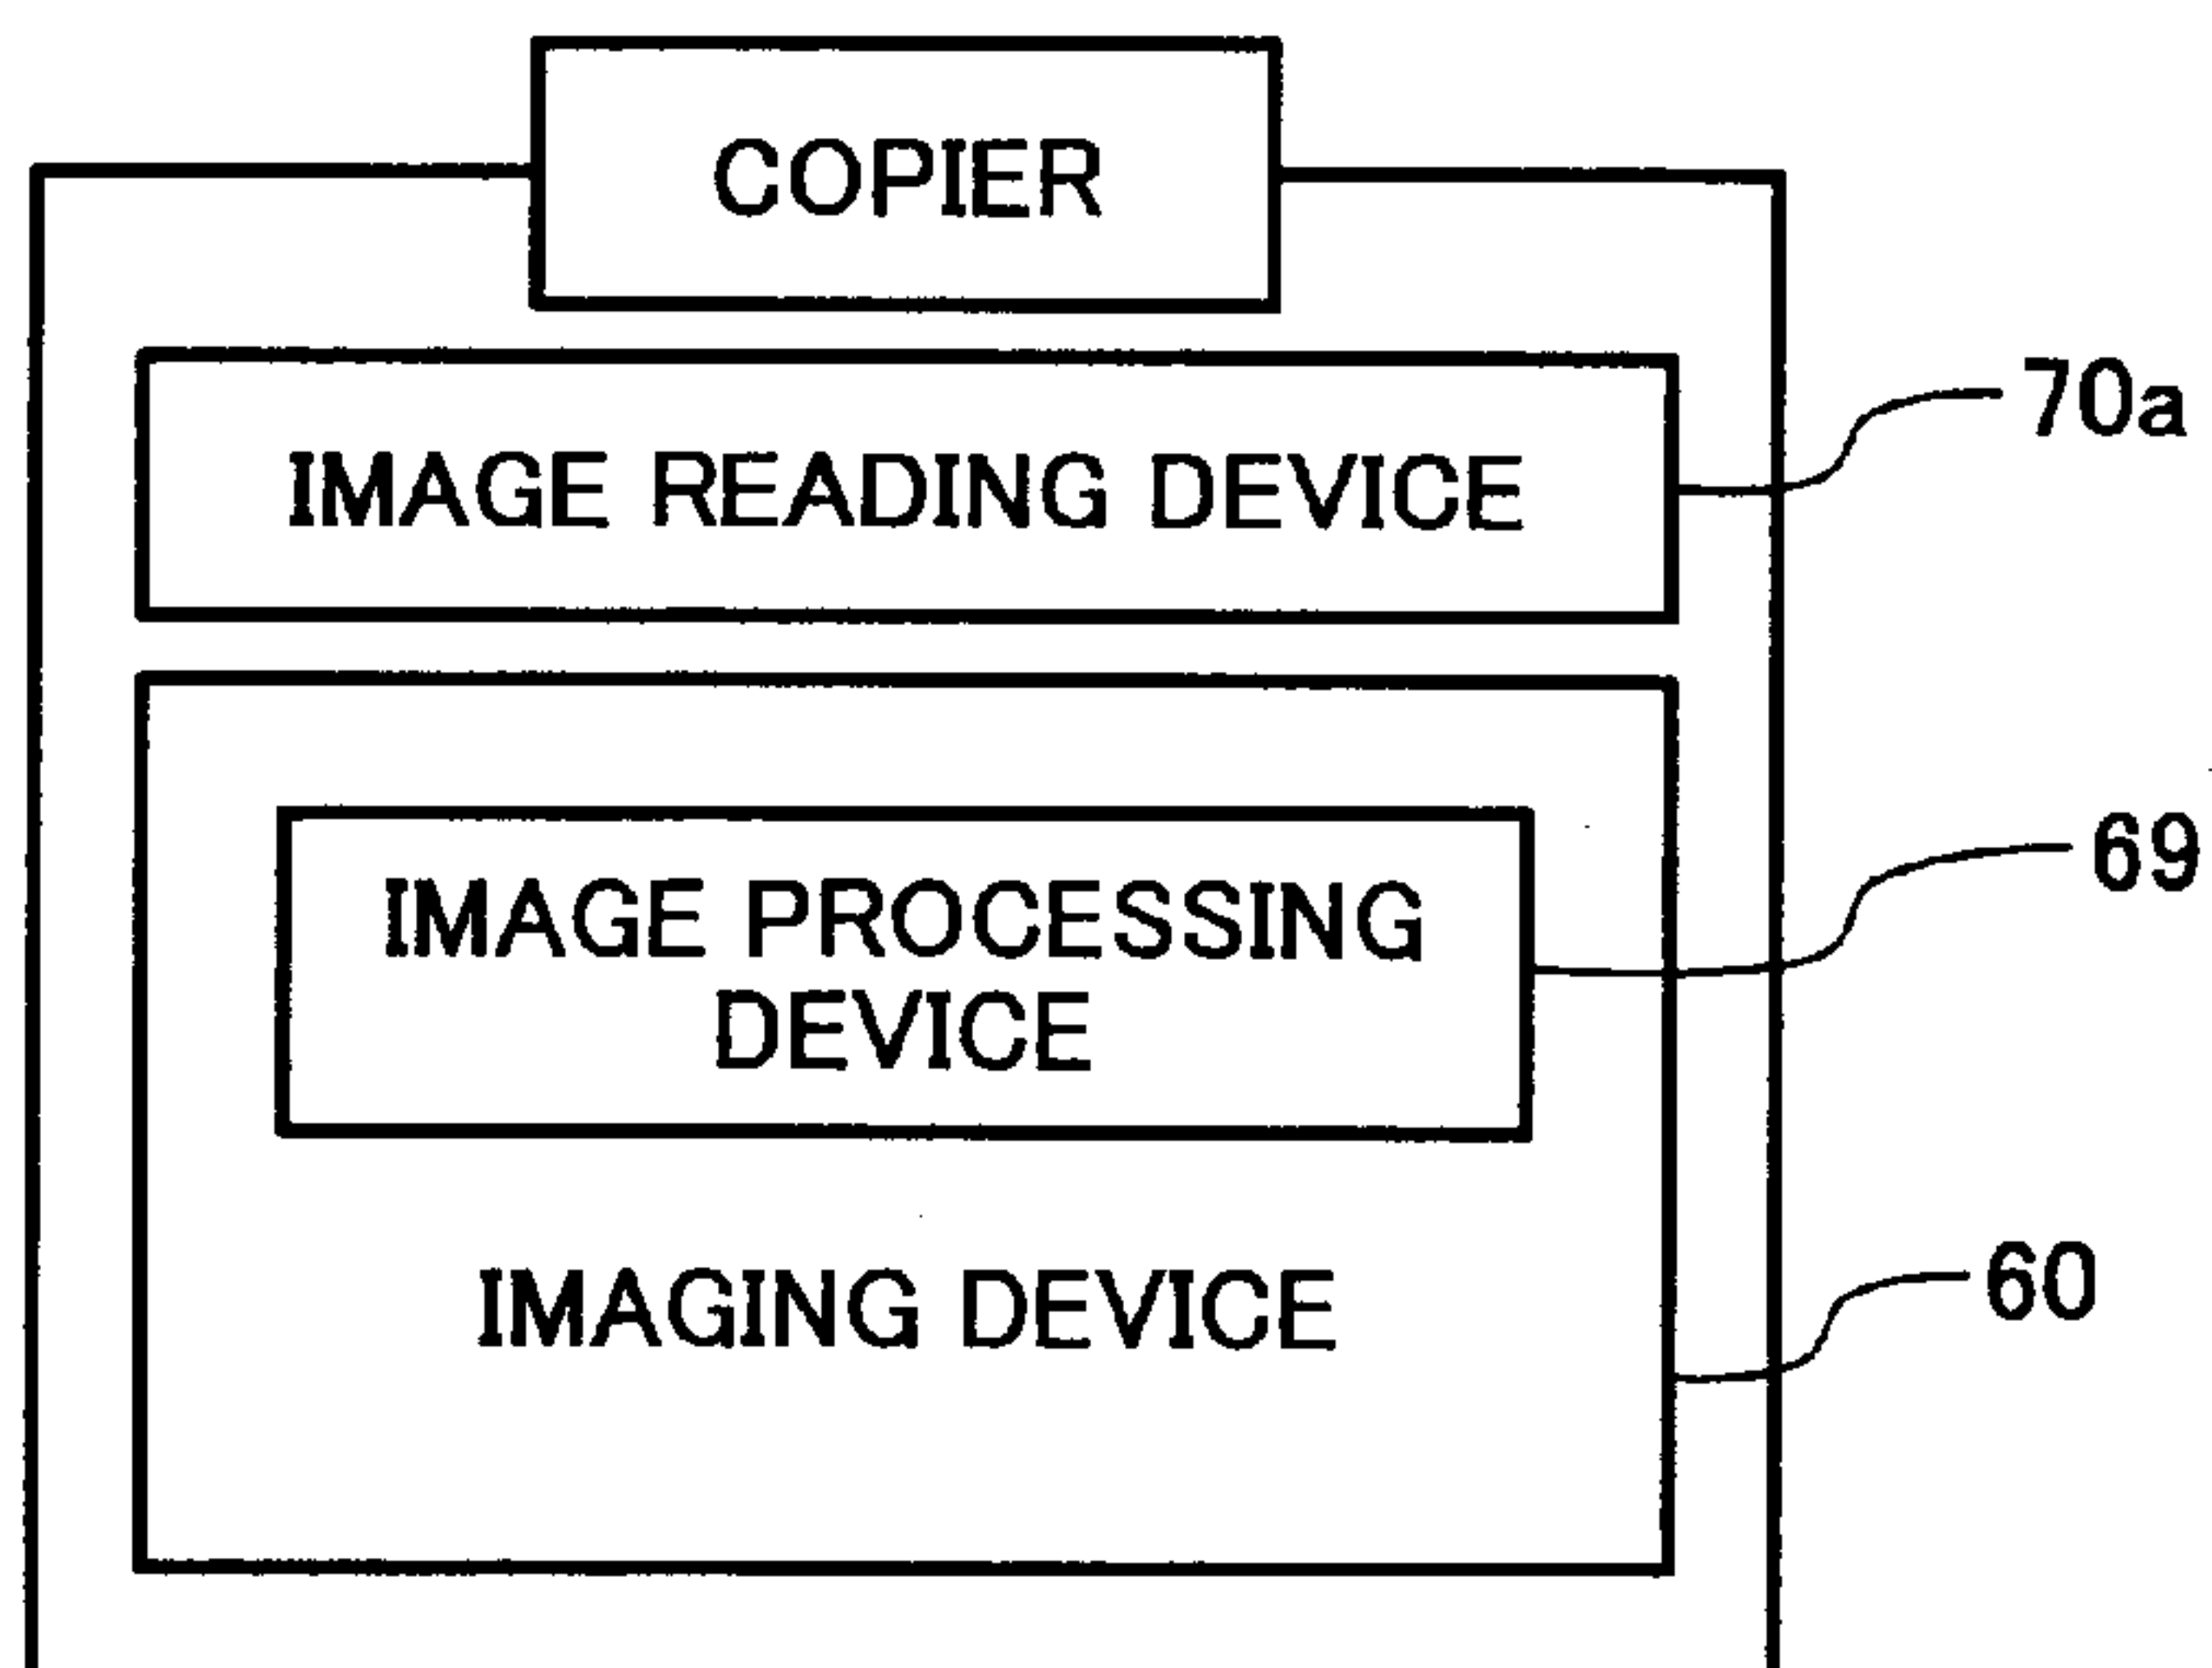 COPIER
IMAGE READING DEVICE
70a
IMAGE PROCESSING
DEVICE
69
IMAGING DEVICE
60